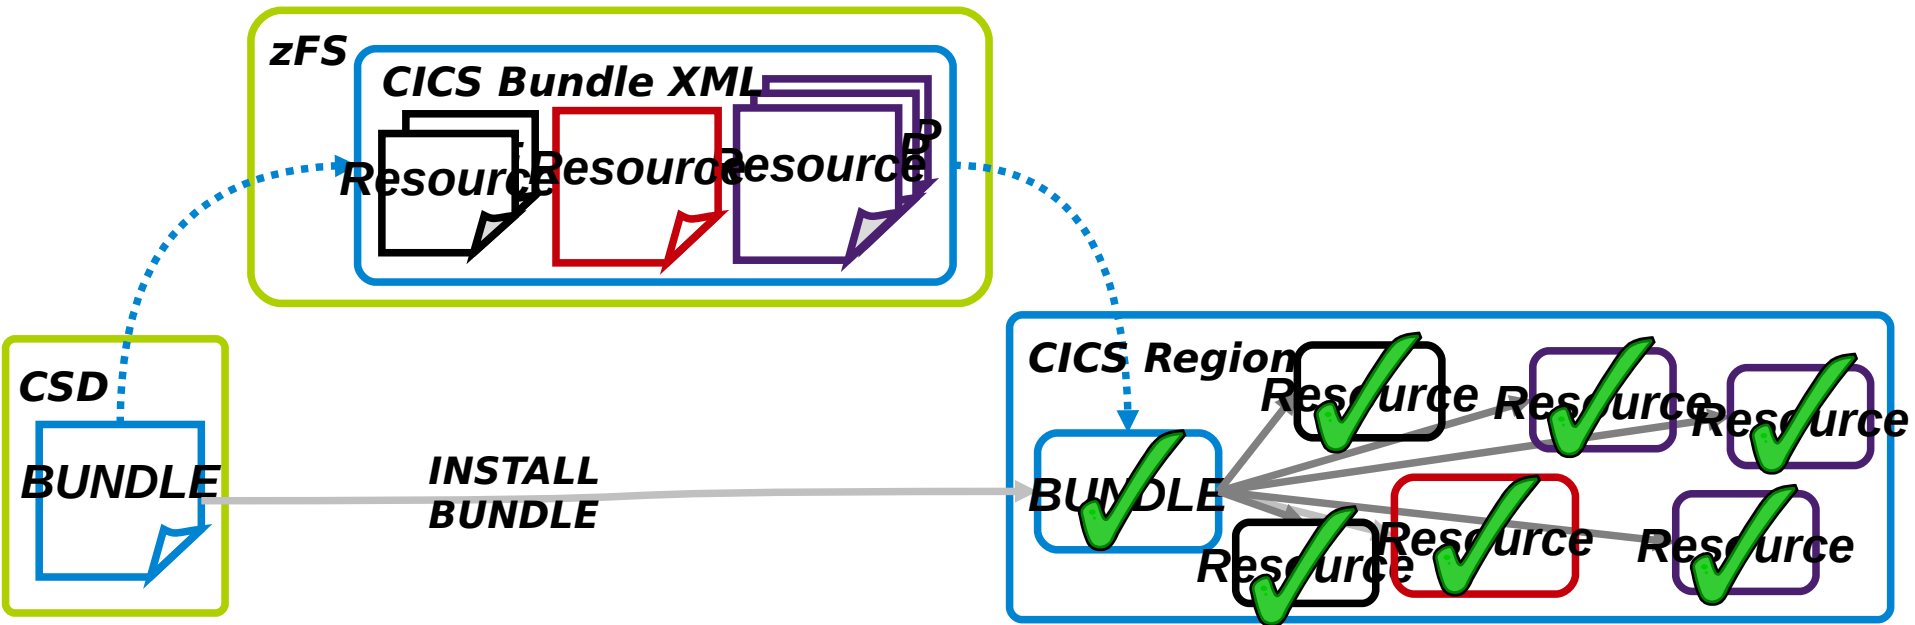 zFS
CICS Bundle XML
Resource
Resource
Resource
CSD
BUNDLE
INSTALL
BUNDLE
CICS Region
BUNDLE
Resource
Resource
Resource
Resource
Resource
Resource